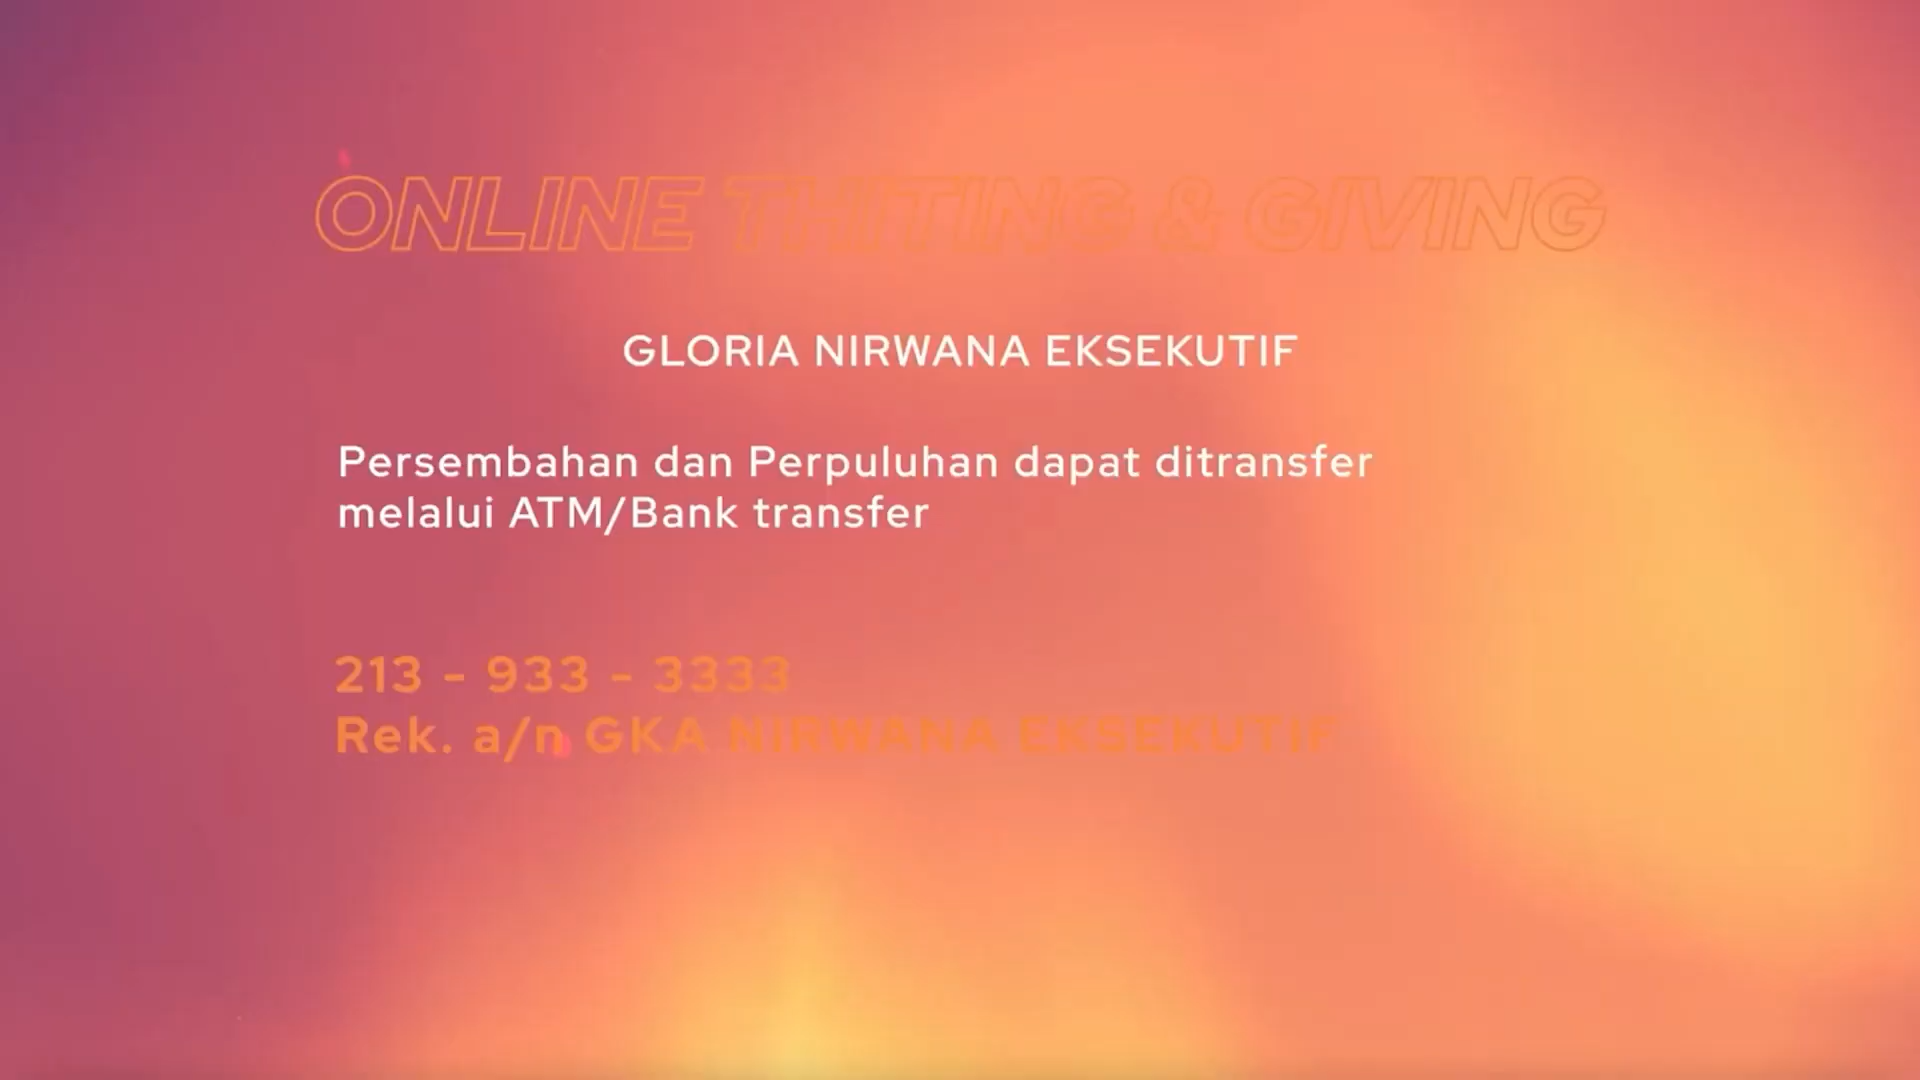 ONLINE THITING & GIVING
GLORIA NIRWANA EKSEKUTIF
Persembahan dan Perpuluhan dapat ditransfer
melalui ATM/Bank transfer
213 - 933 - 3333
Rek. a/n GKA NIRWANA EKSEKUTIF